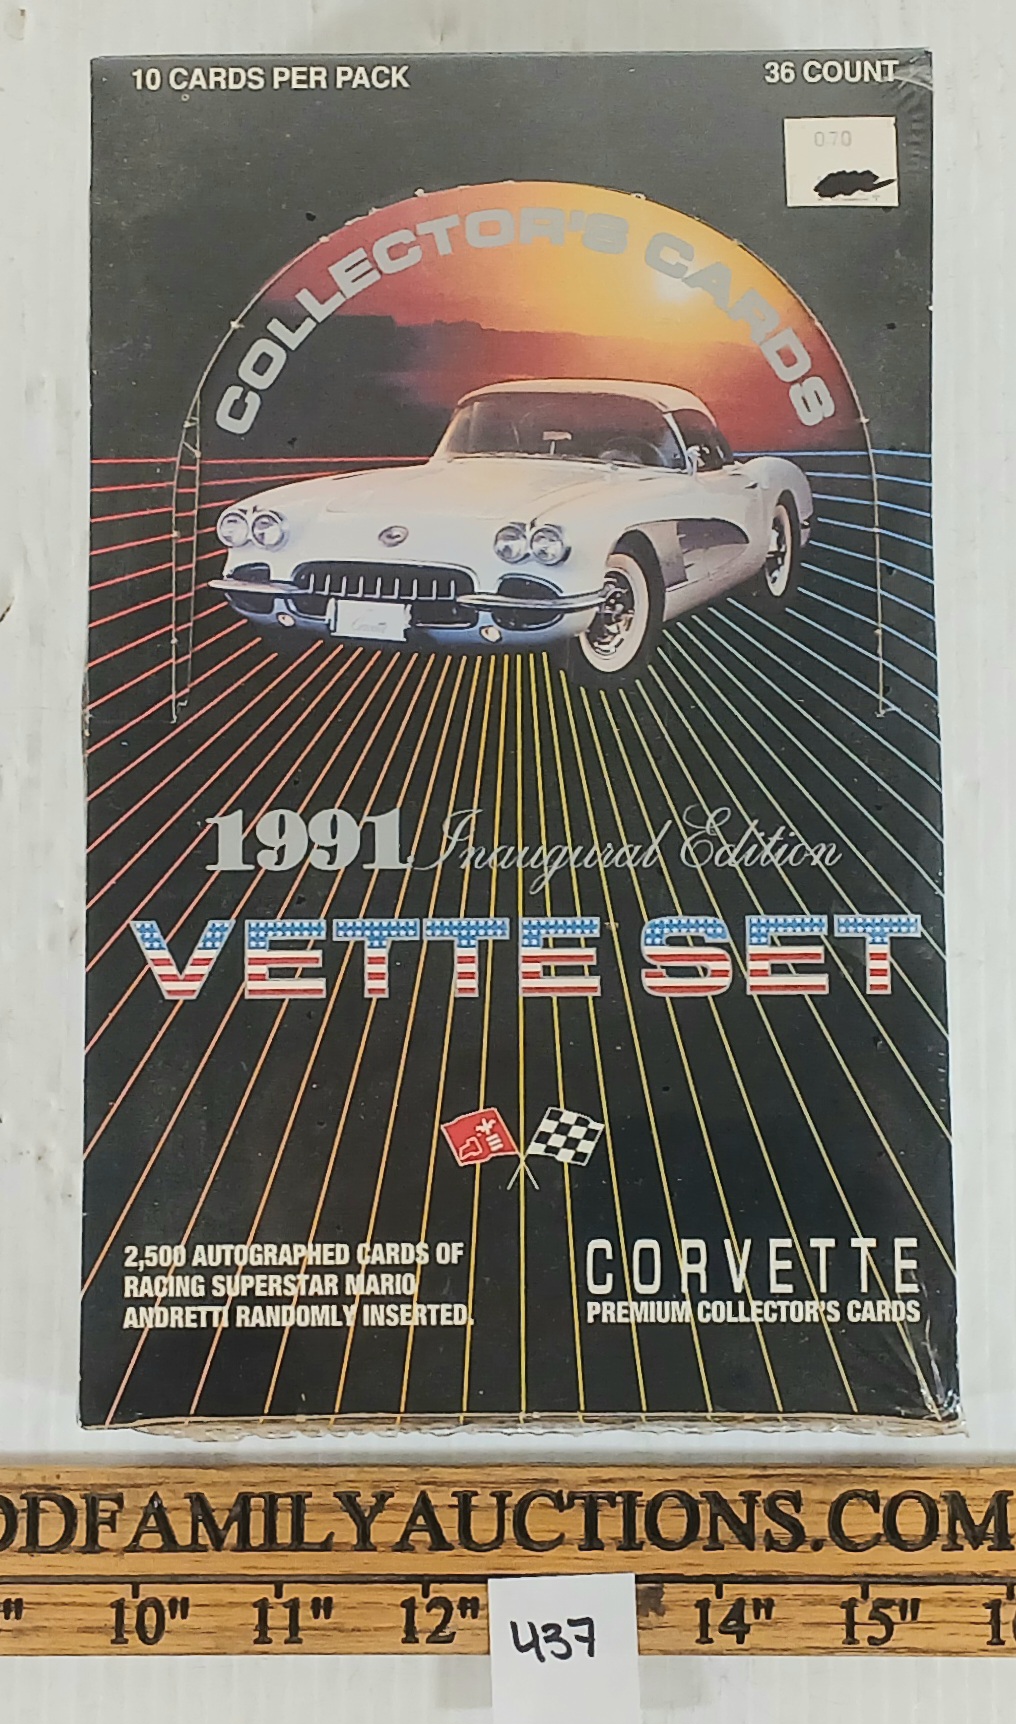 10 CARDS PER PACK
36 COUNT
070
COLLECTOR'S CARDS
1991 Inaugural Edition
VETTE SET
2,500 AUTOGRAPHED CARDS OF
RACING SUPERSTAR MARIO
ANDRETTI RANDOMLY INSERTED.
CORVETTE
PREMIUM COLLECTOR'S CARDS
ODFAMILYAUCTIONS.COM
10" 11" 12" 14" 15"
437